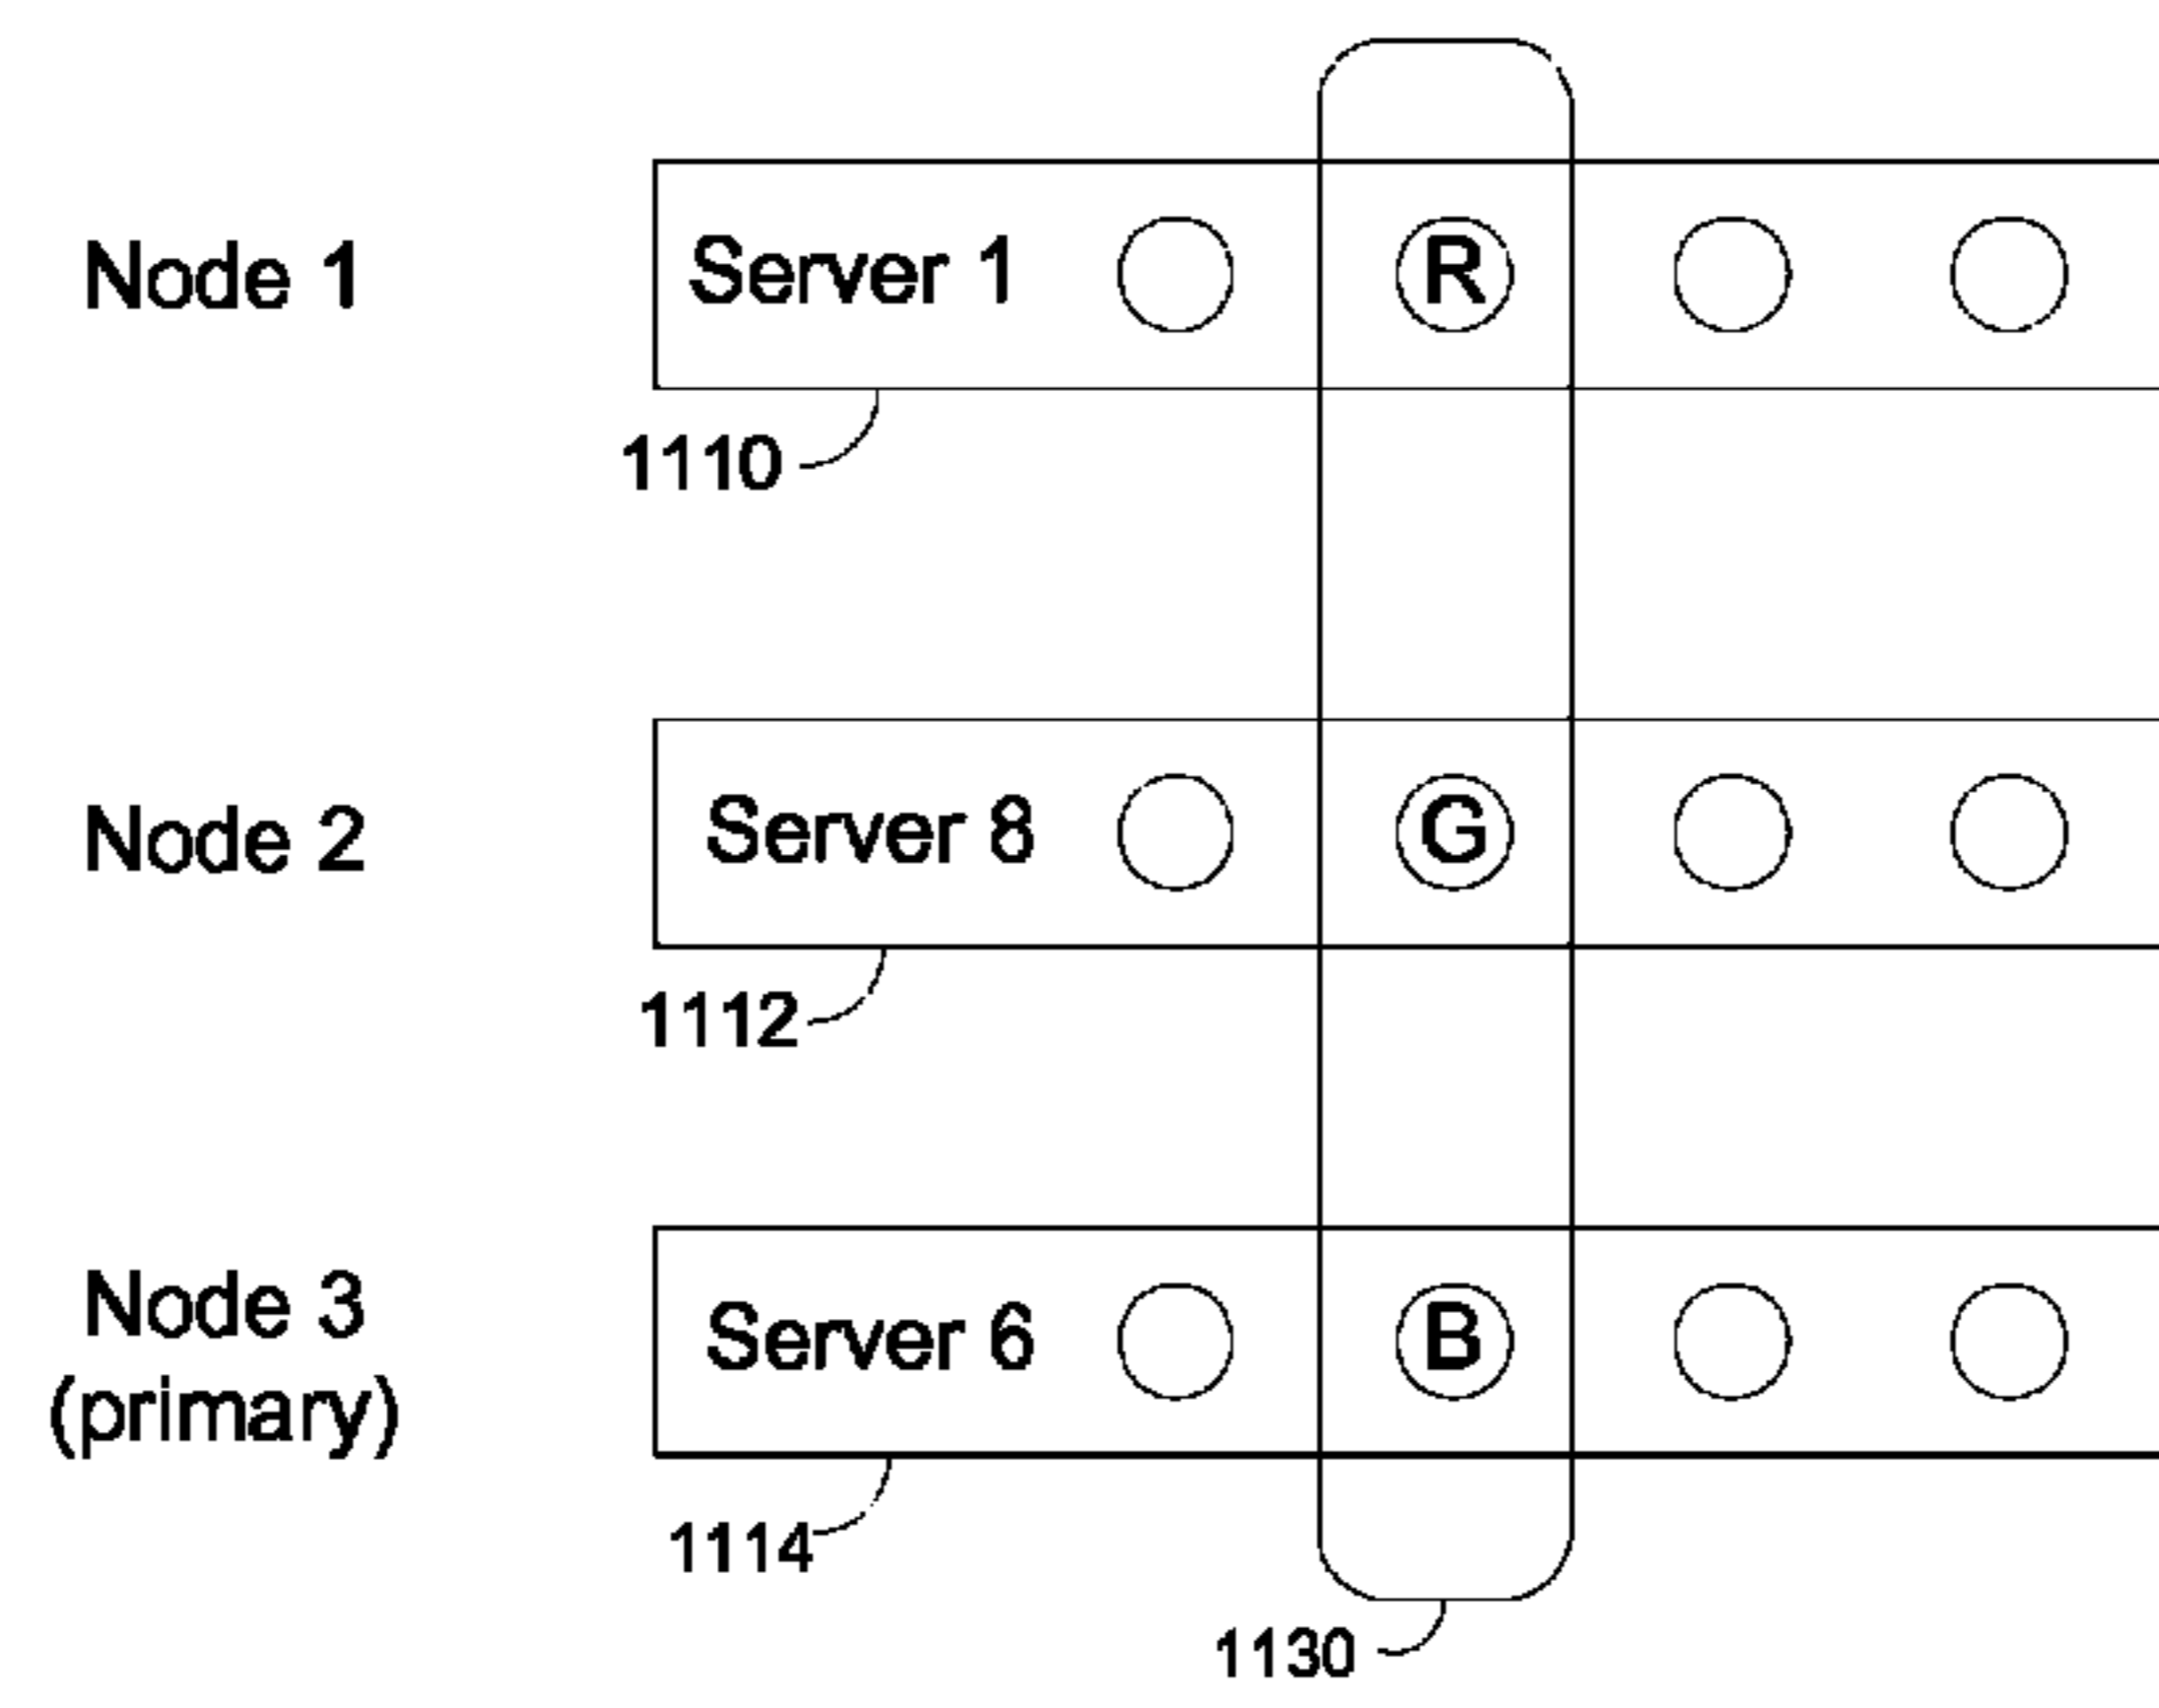 Node 1
Server 1
R
1110
Node 2
Server 8
G
1112
Node 3
(primary)
Server 6
B
1114
1130